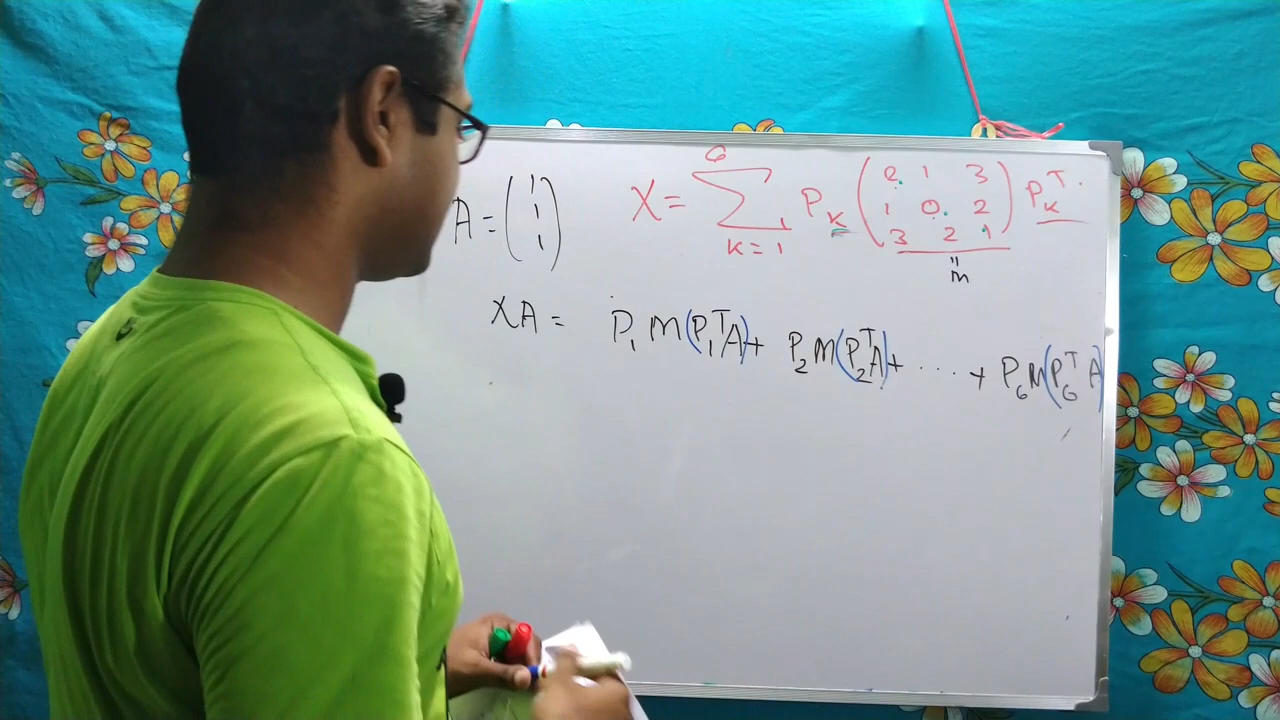 A = (1 1 1) X = Σ_{k=1}^{6} P_k (0 1 3 1 0 2 3 2 1) P_k^T.
" m
XA = P_1 M(P_1^T A) + P_2 M(P_2^T A) + .... + P_6 M(P_6^T A)